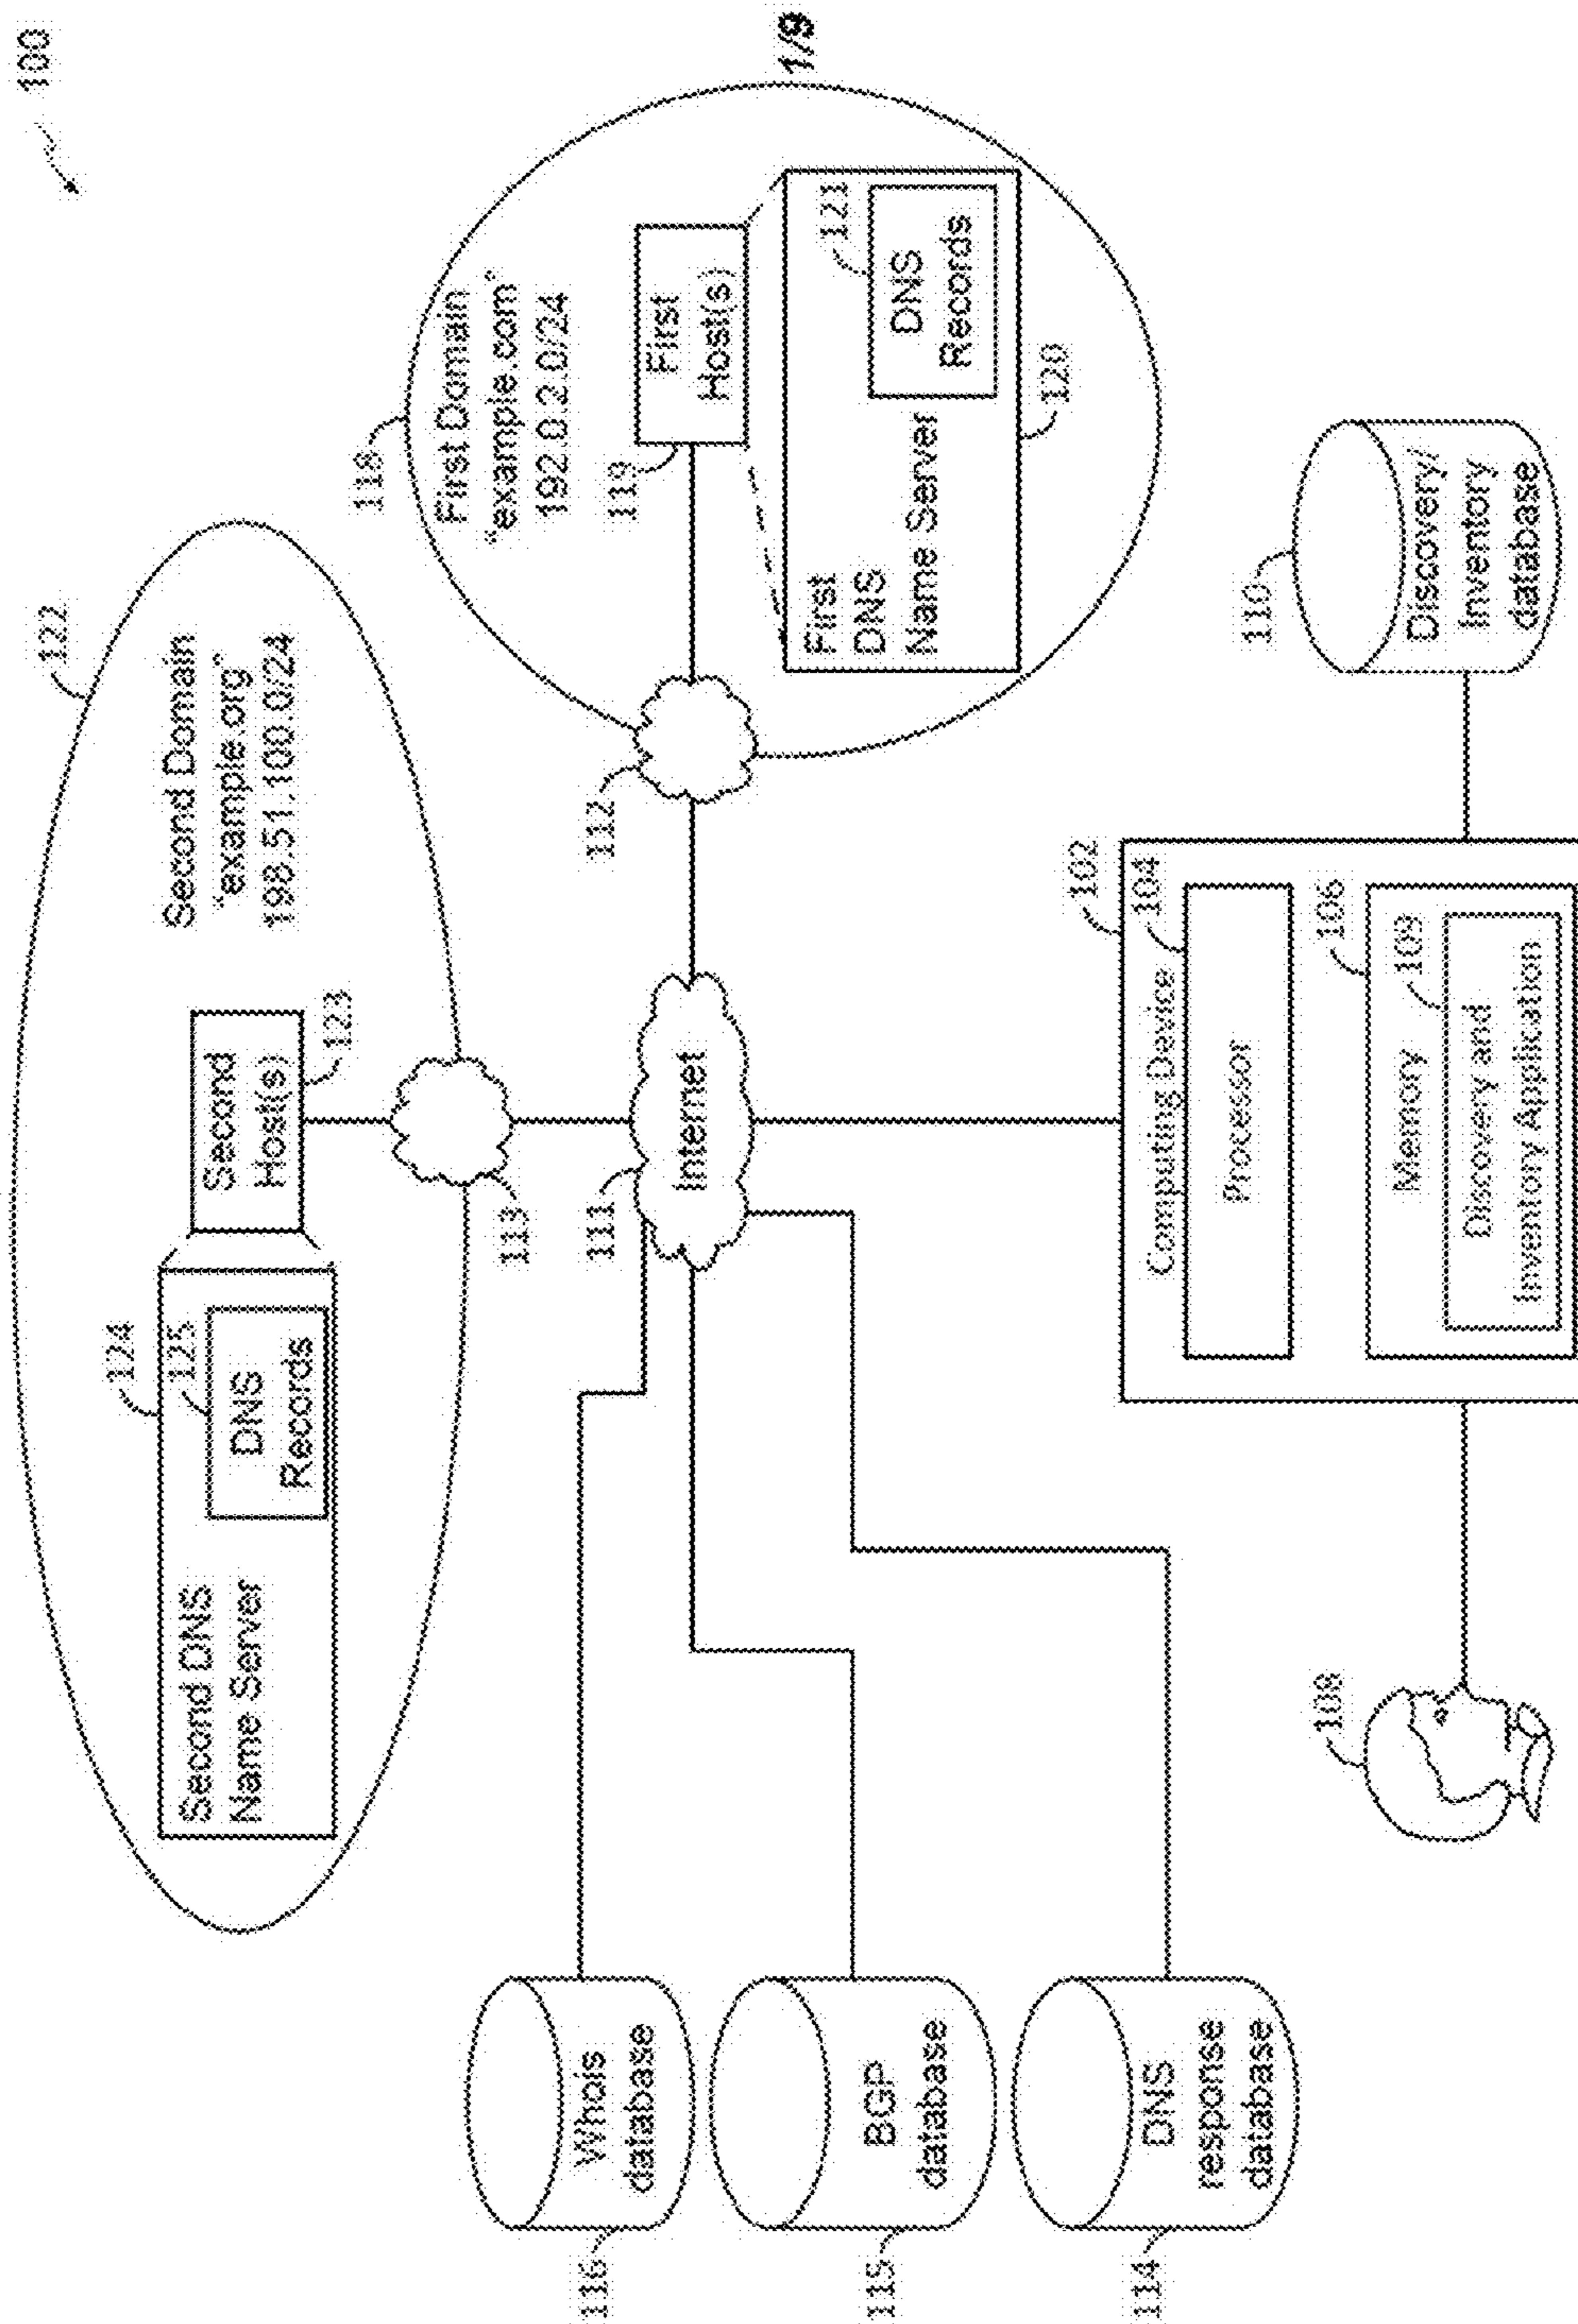 100
1/9
122
Second Domain
"example.org"
198.51.100.0/24
124
125
Second DNS
Name Server
DNS
Records
Second
Host(s)
123
113
118
First Domain
"example.com"
192.0.2.0/24
119
First
Host(s)
121
First
DNS
Name Server
DNS
Records
120
112
111
Internet
116
Whois
database
115
BGP
database
114
DNS
response
database
102
Computing Device
104
Processor
106
Memory
109
Discovery and
Inventory Application
108
110
Discovery/
Inventory
database